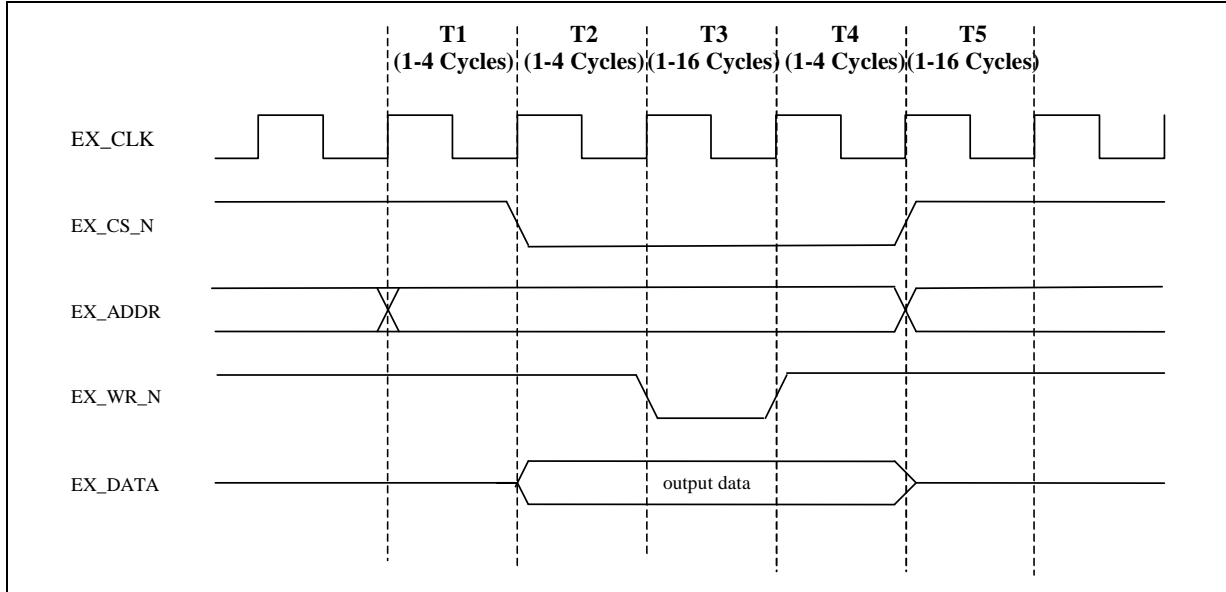 T1 T2 T3 T4 T5
(1-4 Cycles) (1-4 Cycles) (1-16 Cycles) (1-4 Cycles) (1-16 Cycles)
EX_CLK
EX_CS_N
EX_ADDR
EX_WR_N
EX_DATA output data